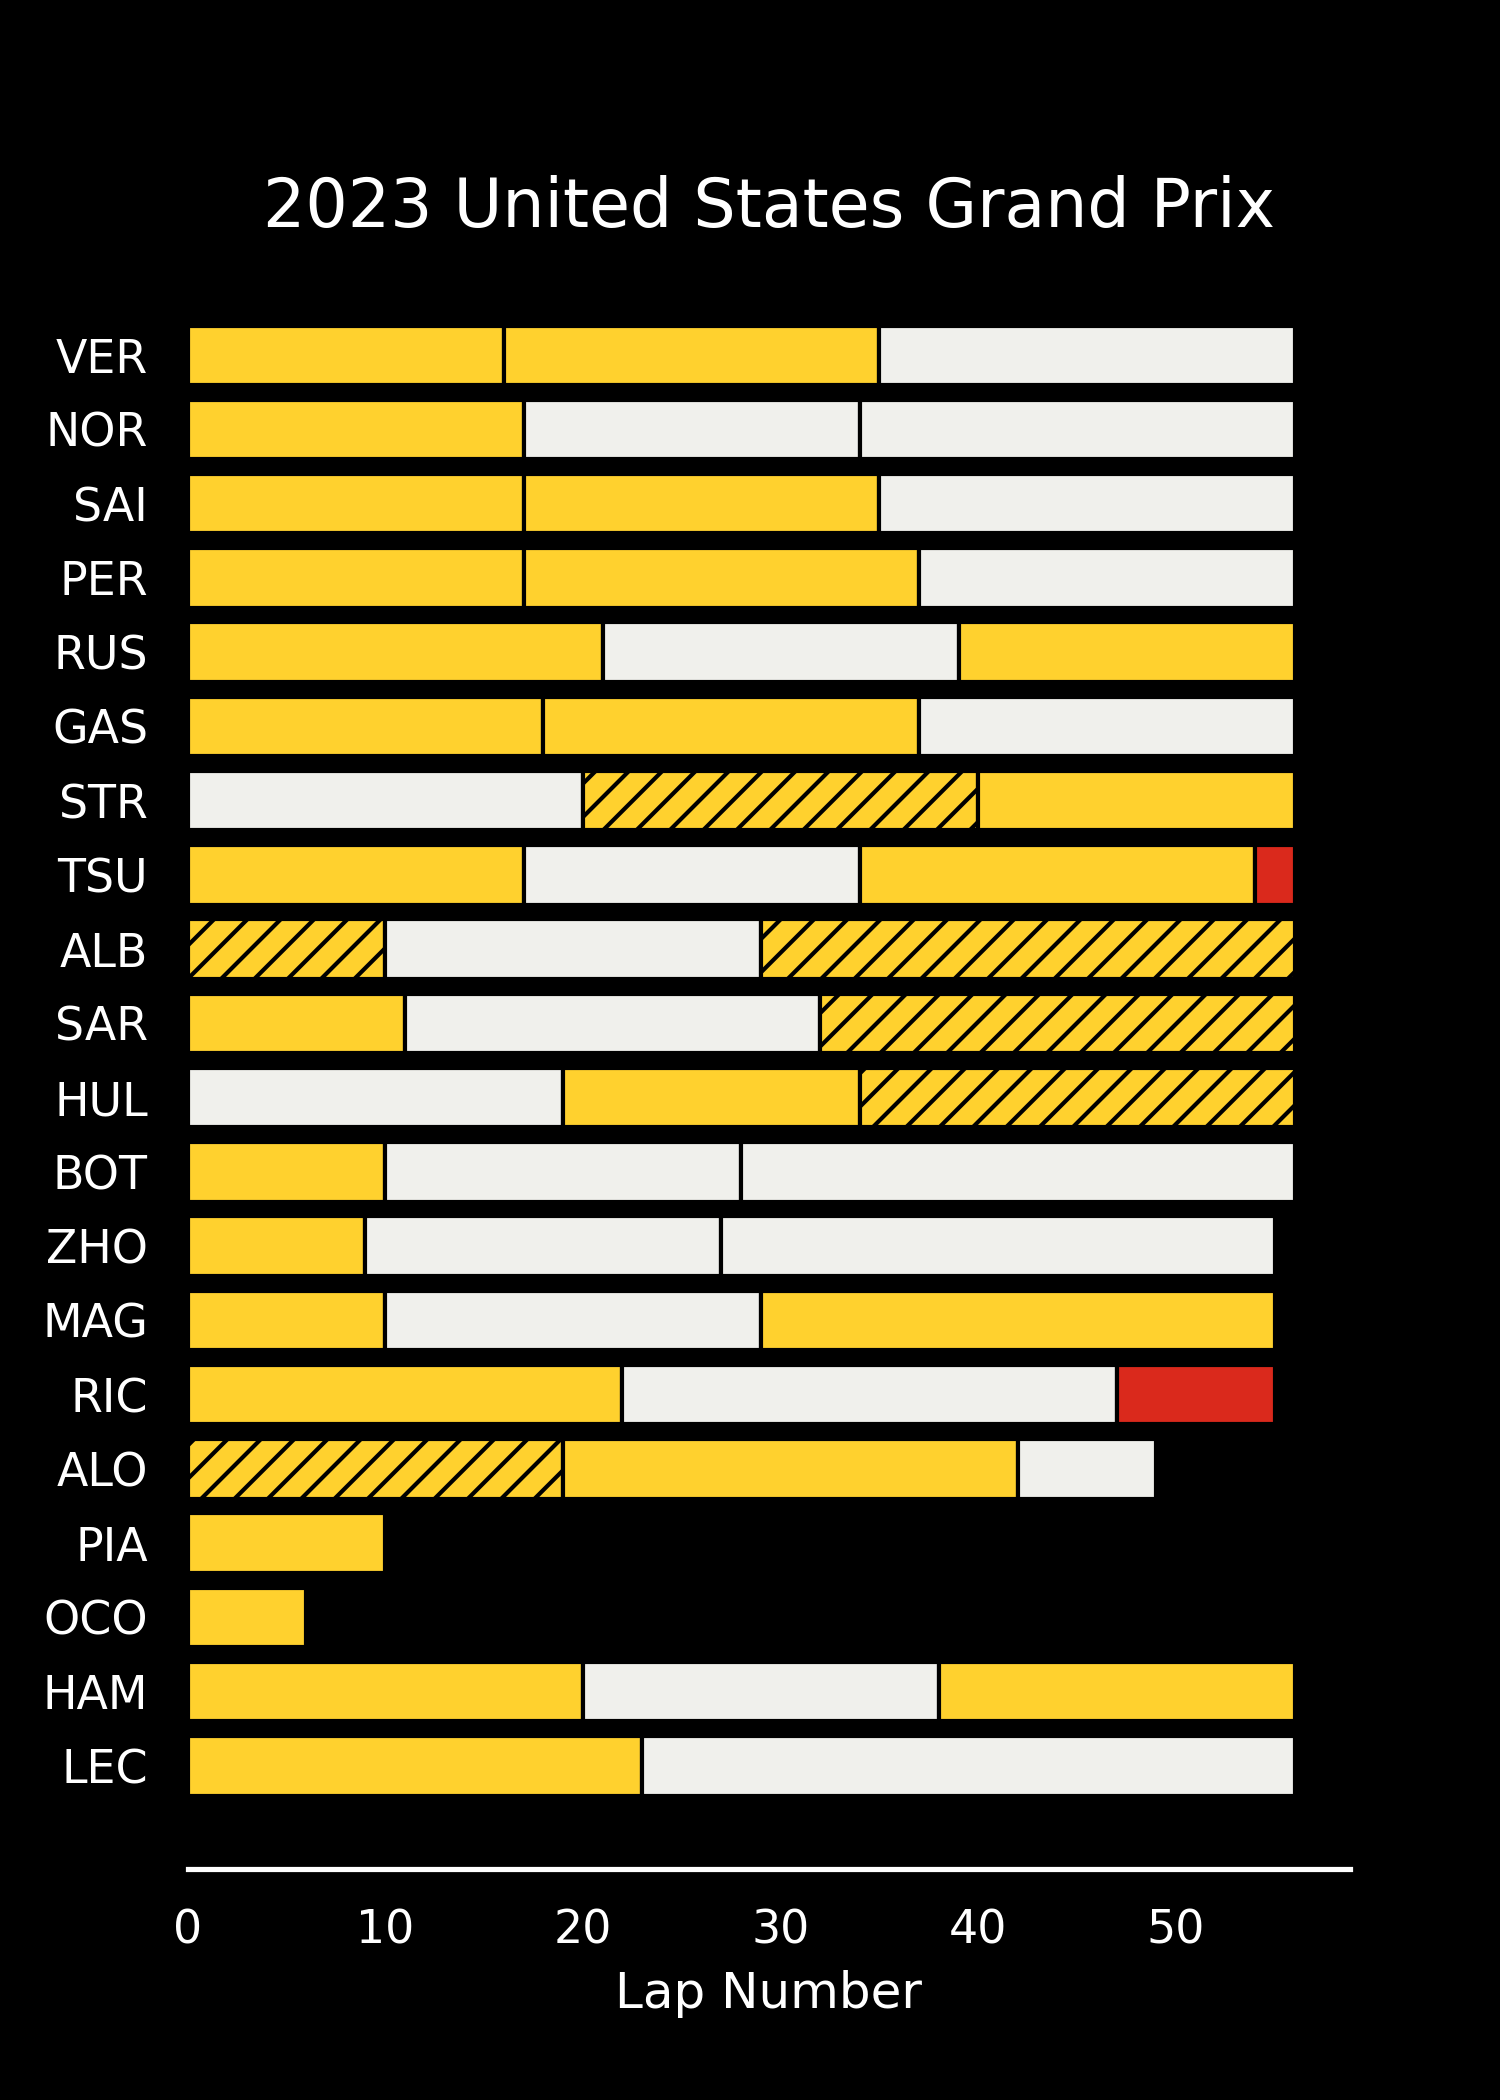 2023 United States Grand Prix
VER
NOR
SAI
PER
RUS
GAS
STR
TSU
ALB
SAR
HUL
BOT
ZHO
MAG
RIC
ALO
PIA
OCO
HAM
LEC
0 10 20 30 40 50
Lap Number